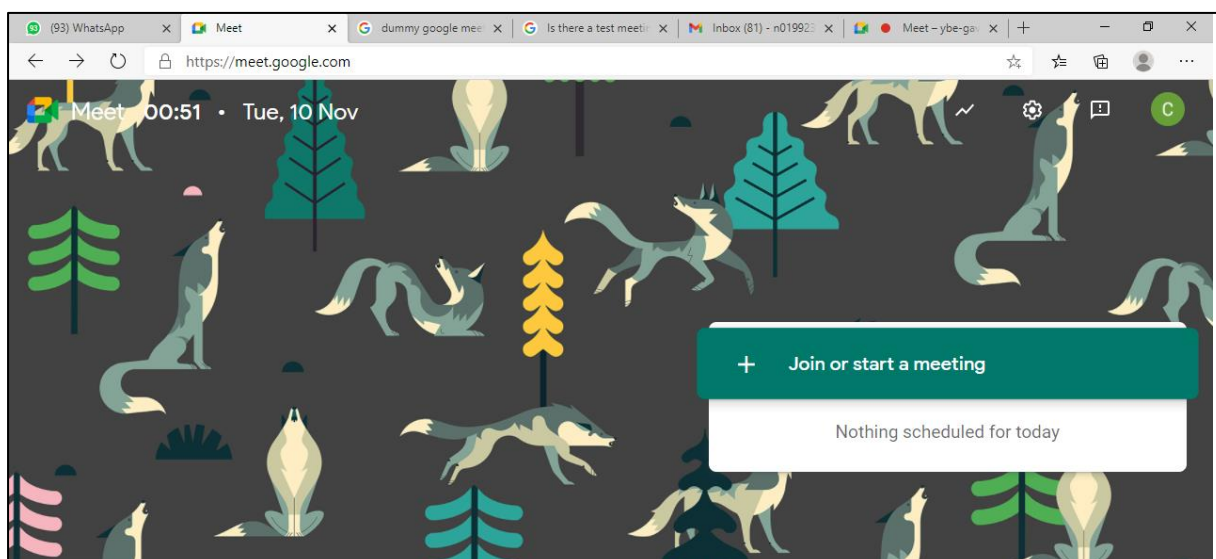 (93) WhatsApp Meet dummy google mee Is there a test meetin Inbox (81) - n019923 Meet – ybe-gav
https://meet.google.com
Meet 00:51 • Tue, 10 Nov
C
+ Join or start a meeting
Nothing scheduled for today